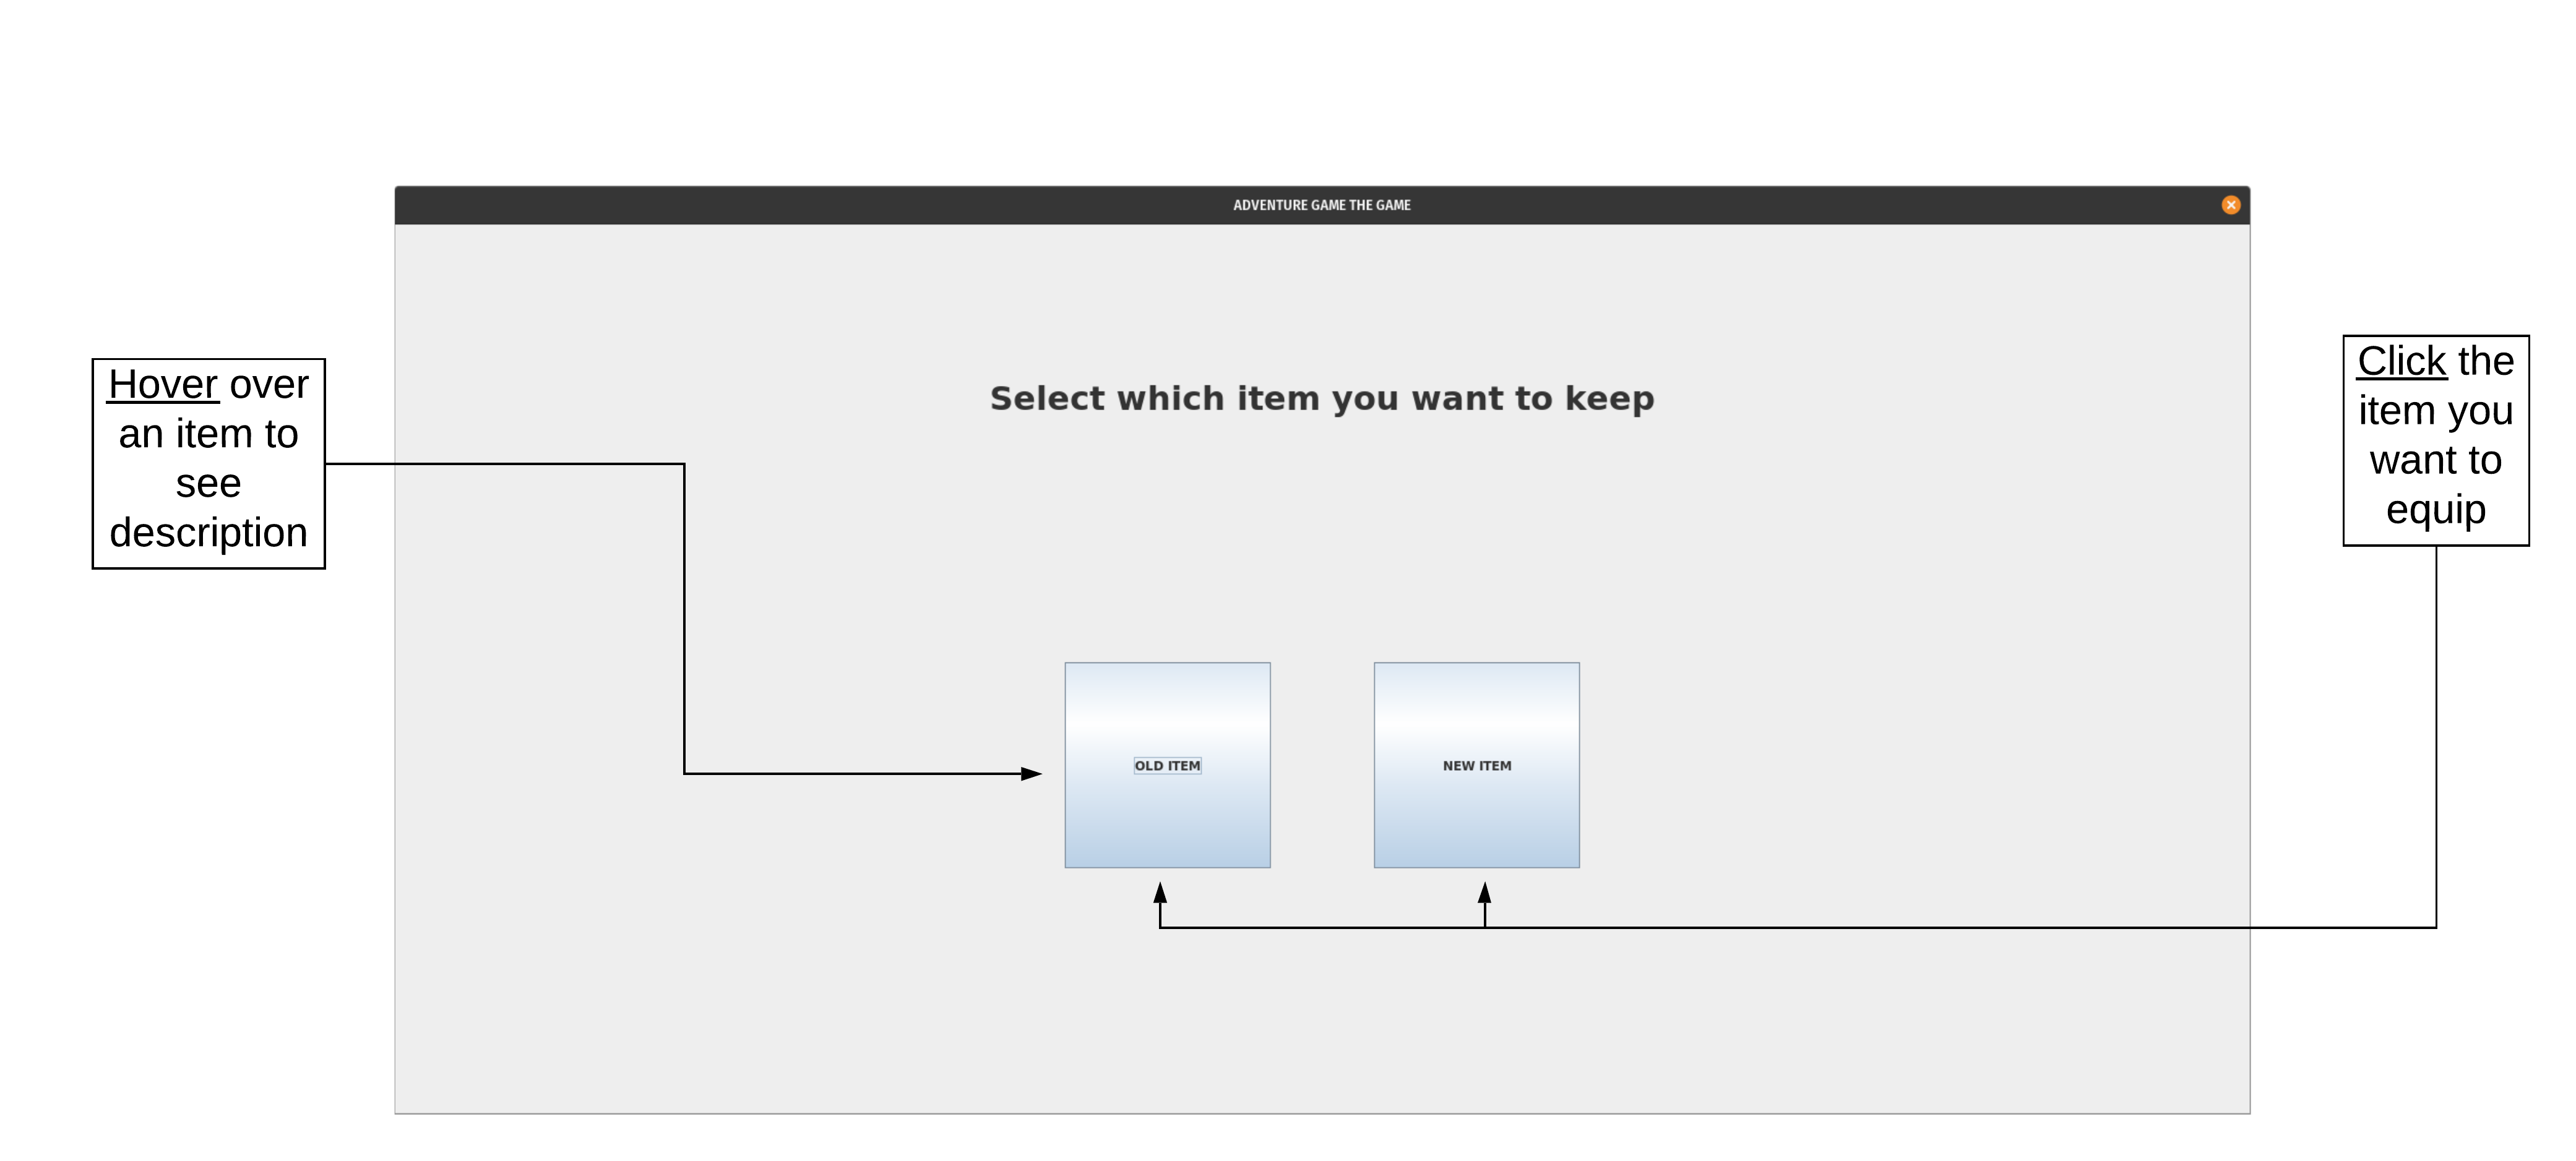 ADVENTURE GAME THE GAME
Hover over
an item to
see
description
Select which item you want to keep
Click the
item you
want to
equip
OLD ITEM
NEW ITEM